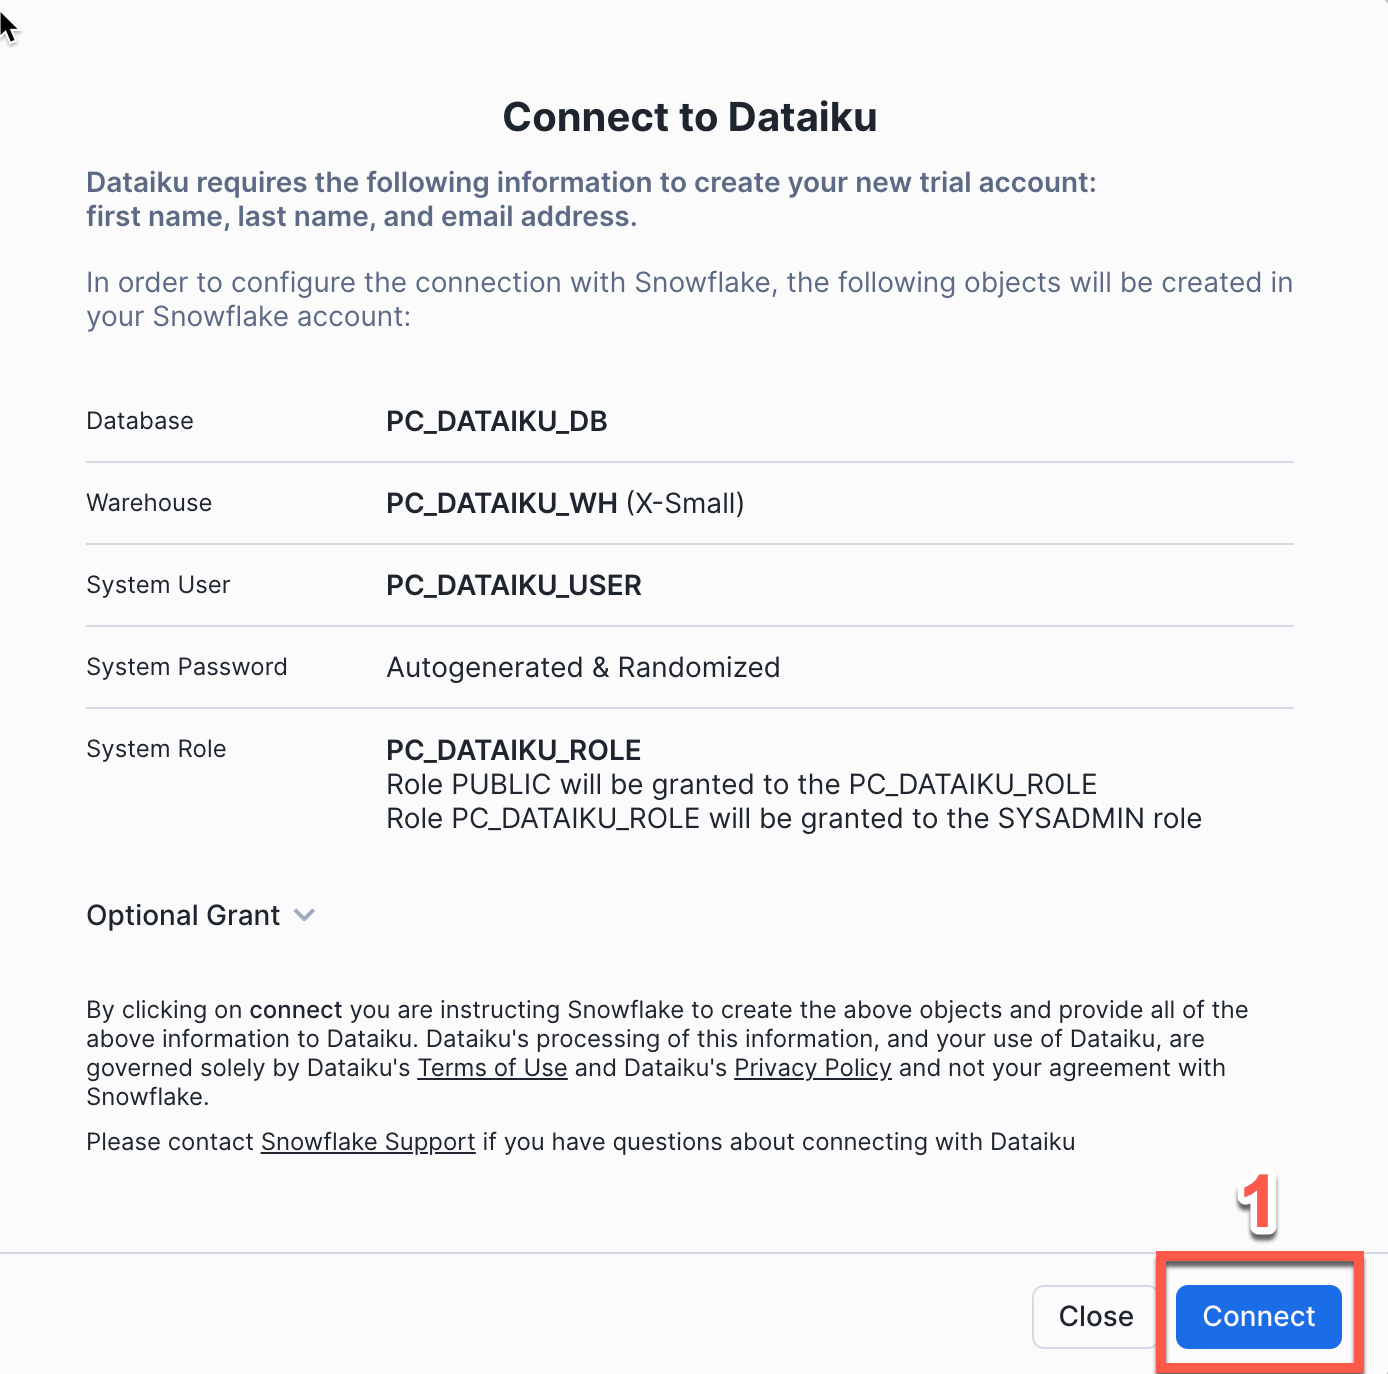 Connect to Dataiku
Dataiku requires the following information to create your new trial account:
first name, last name, and email address.
In order to configure the connection with Snowflake, the following objects will be created in
your Snowflake account:
Database PC_DATAIKU_DB
Warehouse PC_DATAIKU_WH (X-Small)
System User PC_DATAIKU_USER
System Password Autogenerated & Randomized
System Role PC_DATAIKU_ROLE
Role PUBLIC will be granted to the PC_DATAIKU_ROLE
Role PC_DATAIKU_ROLE will be granted to the SYSADMIN role
Optional Grant
By clicking on connect you are instructing Snowflake to create the above objects and provide all of the
above information to Dataiku. Dataiku's processing of this information, and your use of Dataiku, are
governed solely by Dataiku's Terms of Use and Dataiku's Privacy Policy and not your agreement with
Snowflake.
Please contact Snowflake Support if you have questions about connecting with Dataiku
1
Close Connect